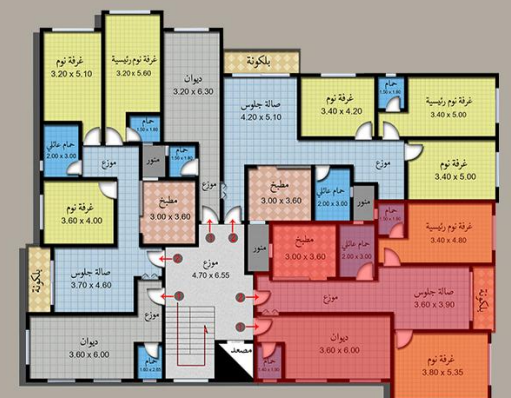 غرفة نوم
3.20 x 5.10
غرفة نوم رئيسية
3.20 x 5.60
ديوان
3.20 x 6.30
بلكونة
صالة جلوس
4.20 x 5.10
غرفة نوم
3.40 x 4.20
حمام
غرفة نوم رئيسية
3.40 x 5.00
حمام
حمام عائلي
2.00 x 3.00
موزع
منور
حمام
موزع
غرفة نوم
3.40 x 5.00
غرفة نوم
3.60 x 4.00
مطبخ
3.00 x 3.60
موزع
مطبخ
3.00 x 3.60
حمام عائلي
2.00 x 3.00
منور
حمام
غرفة نوم رئيسية
3.40 x 4.80
منور
مطبخ
3.00 x 3.60
حمام عائلي
2.00 x 3.00
بلكونة
صالة جلوس
3.70 x 4.60
موزع
4.70 x 6.55
موزع
صالة جلوس
3.60 x 3.90
بلكونة
موزع
ديوان
3.60 x 6.00
حمام
مصعد
حمام
ديوان
3.60 x 6.00
غرفة نوم
3.80 x 5.35